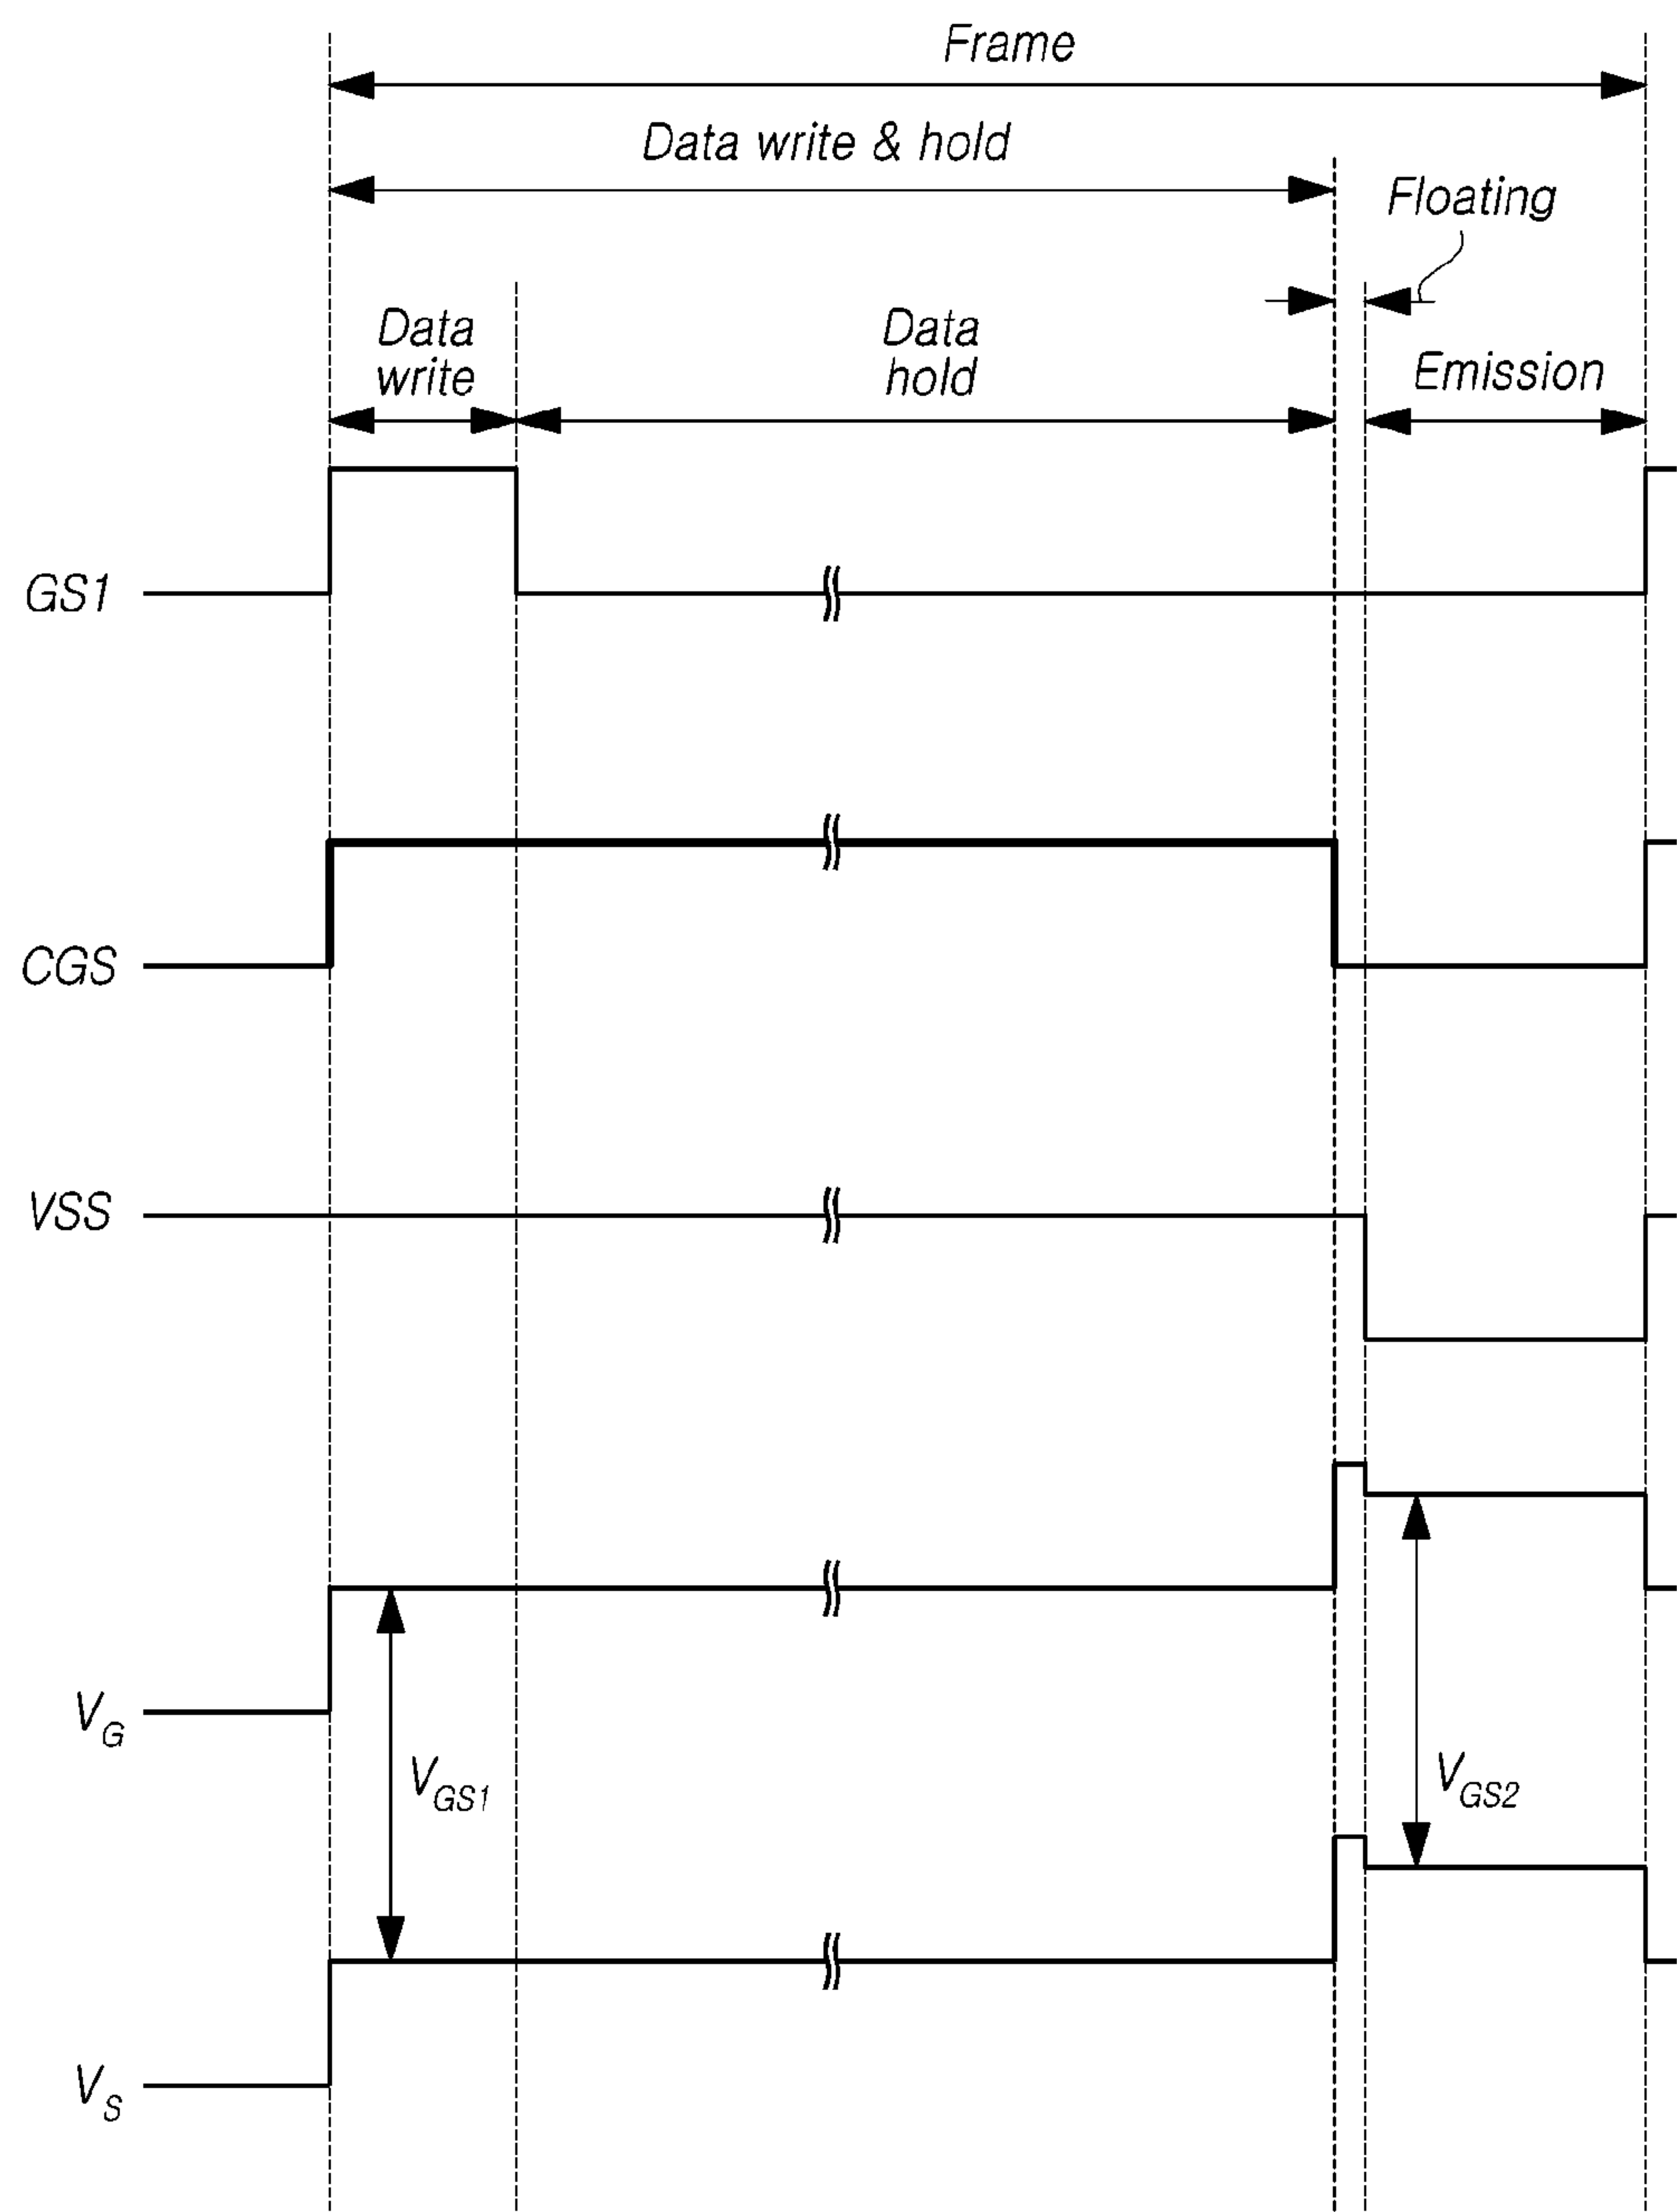 Frame
Data write & hold
Floating
Data
write
Data
hold
Emission
GS1
CGS
VSS
VG
VGS1
VGS2
VS